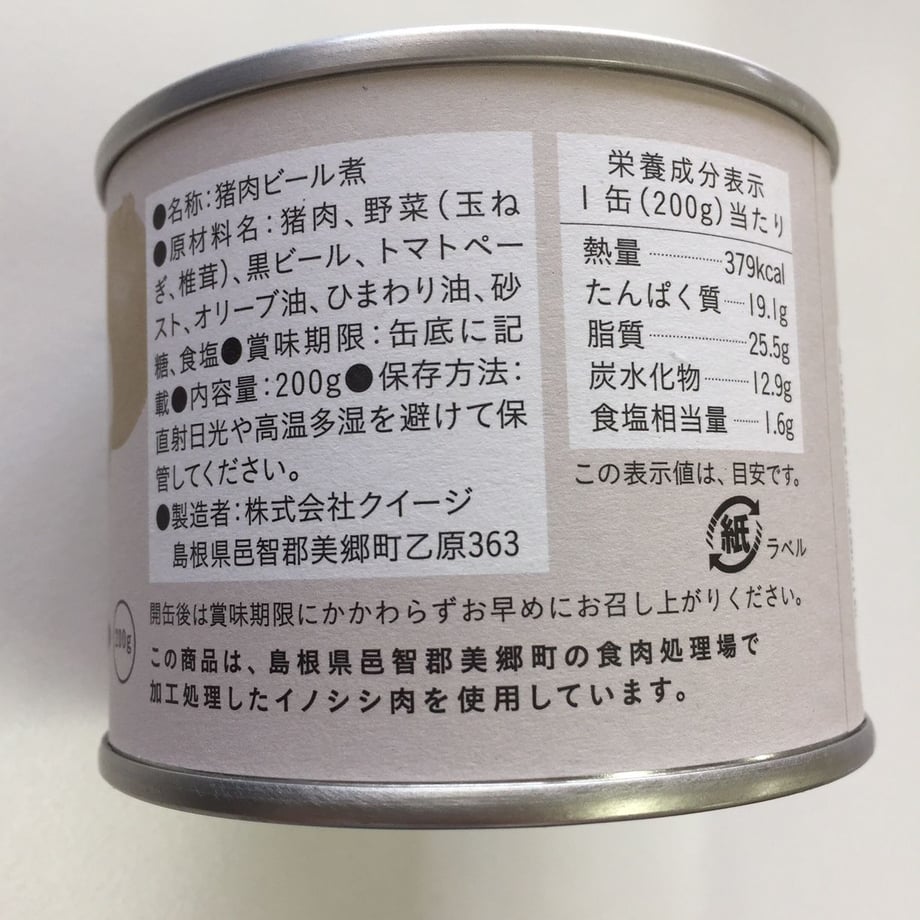 ●名称：猪肉ビール煮
●原材料名：猪肉、野菜（玉ね
ぎ、椎茸）、黒ビール、トマトペー
スト、オリーブ油、ひまわり油、砂
糖、食塩●賞味期限：缶底に記
載●内容量：200g●保存方法：
直射日光や高温多湿を避けて保
管してください。
●製造者：株式会社クイージ
島根県邑智郡美郷町乙原363
栄養成分表示
1缶（200g）当たり
熱量 379kcal
たんぱく質 19.1g
脂質 25.5g
炭水化物 12.9g
食塩相当量 1.6g
この表示値は、目安です。
紙 ラベル
開缶後は賞味期限にかかわらずお早めにお召し上がりください。
200g
この商品は、島根県邑智郡美郷町の食肉処理場で
加工処理したイノシシ肉を使用しています。